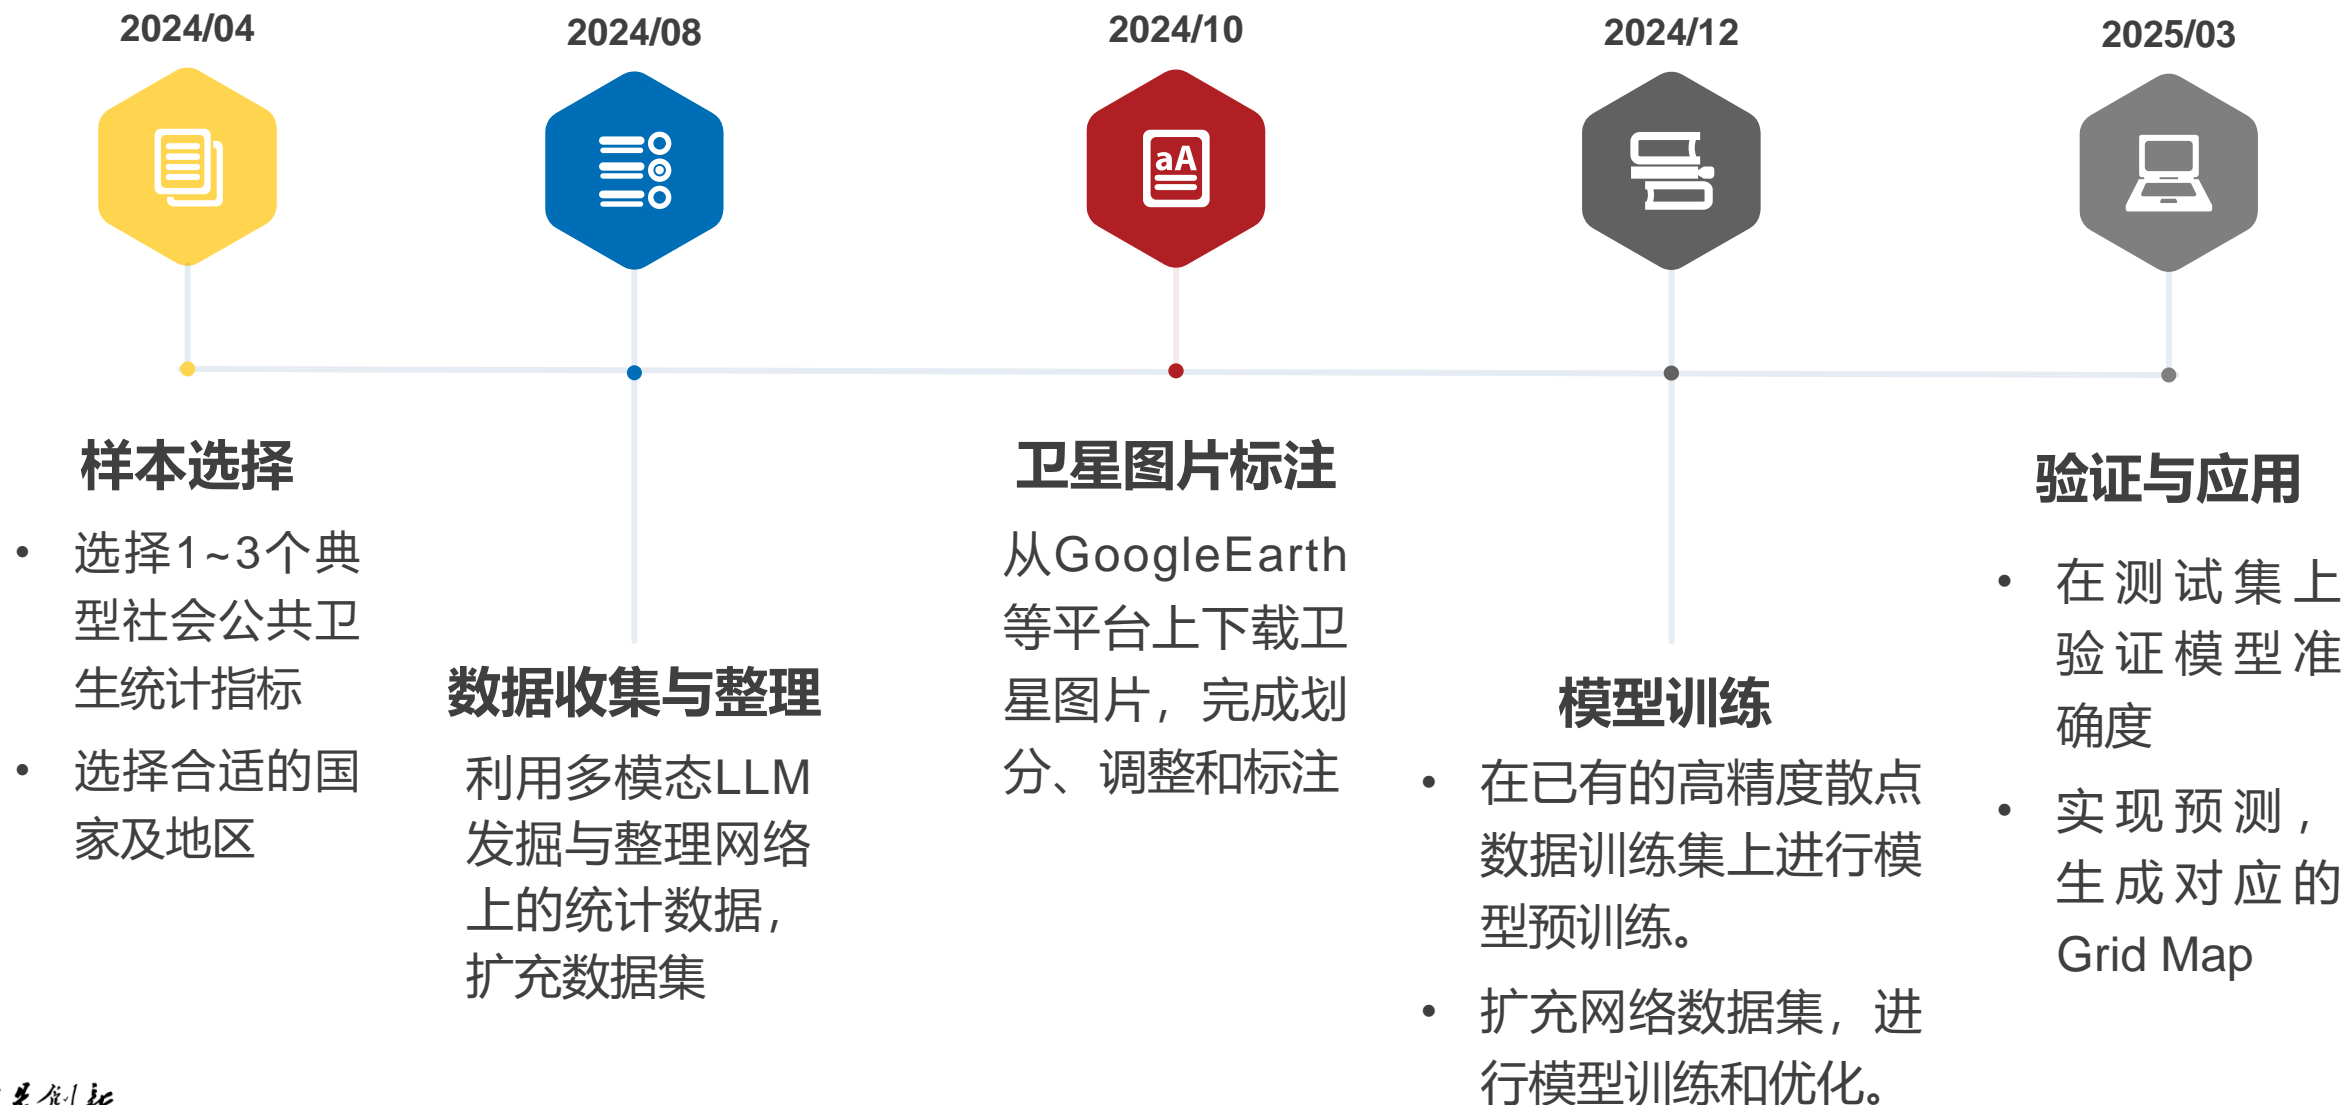 2024/04
2024/08
2024/10
2024/12
2025/03
aA
样本选择
• 选择1~3个典
型社会公共卫
生统计指标
• 选择合适的国
家及地区
数据收集与整理
利用多模态LLM
发掘与整理网络
上的统计数据，
扩充数据集
卫星图片标注
从GoogleEarth
等平台上下载卫
星图片，完成划
分、调整和标注
模型训练
• 在已有的高精度散点
数据训练集上进行模
型预训练。
• 扩充网络数据集，进
行模型训练和优化。
验证与应用
• 在测试集上
验证模型准
确度
• 实现预测，
生成对应的
Grid Map
创新